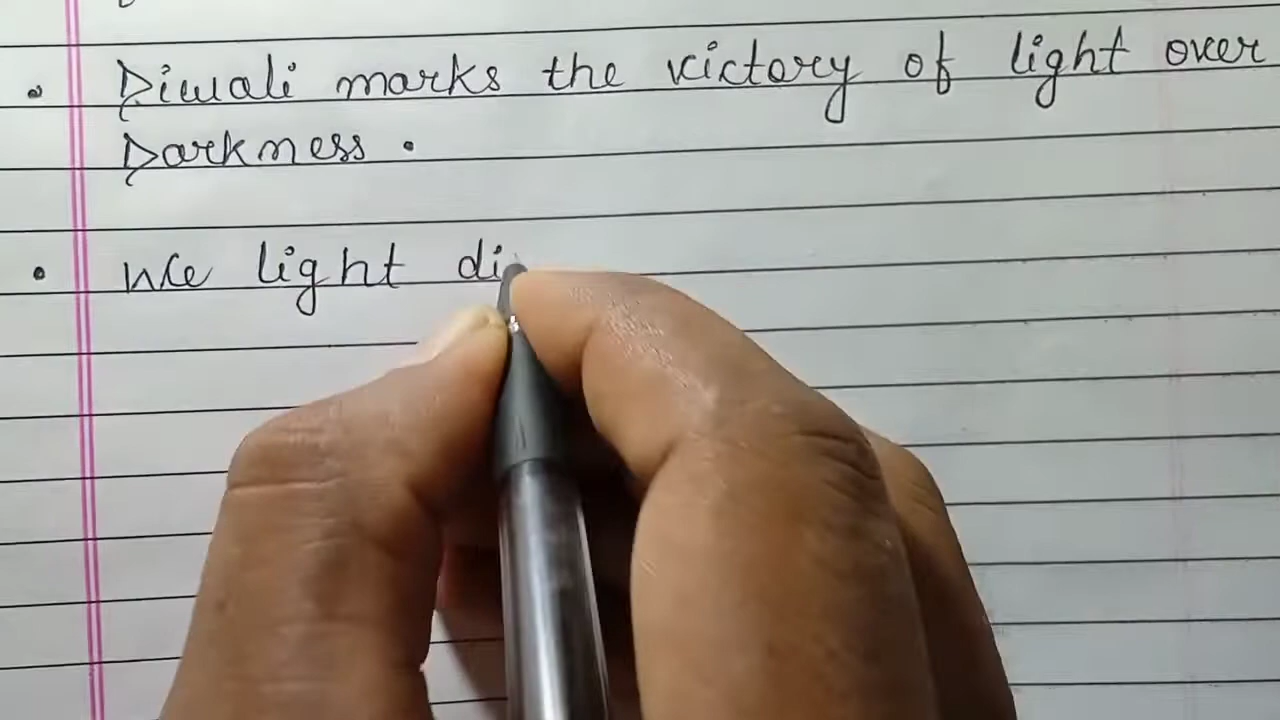 • Diwali marks the victory of light over
Darkness .
• We light di